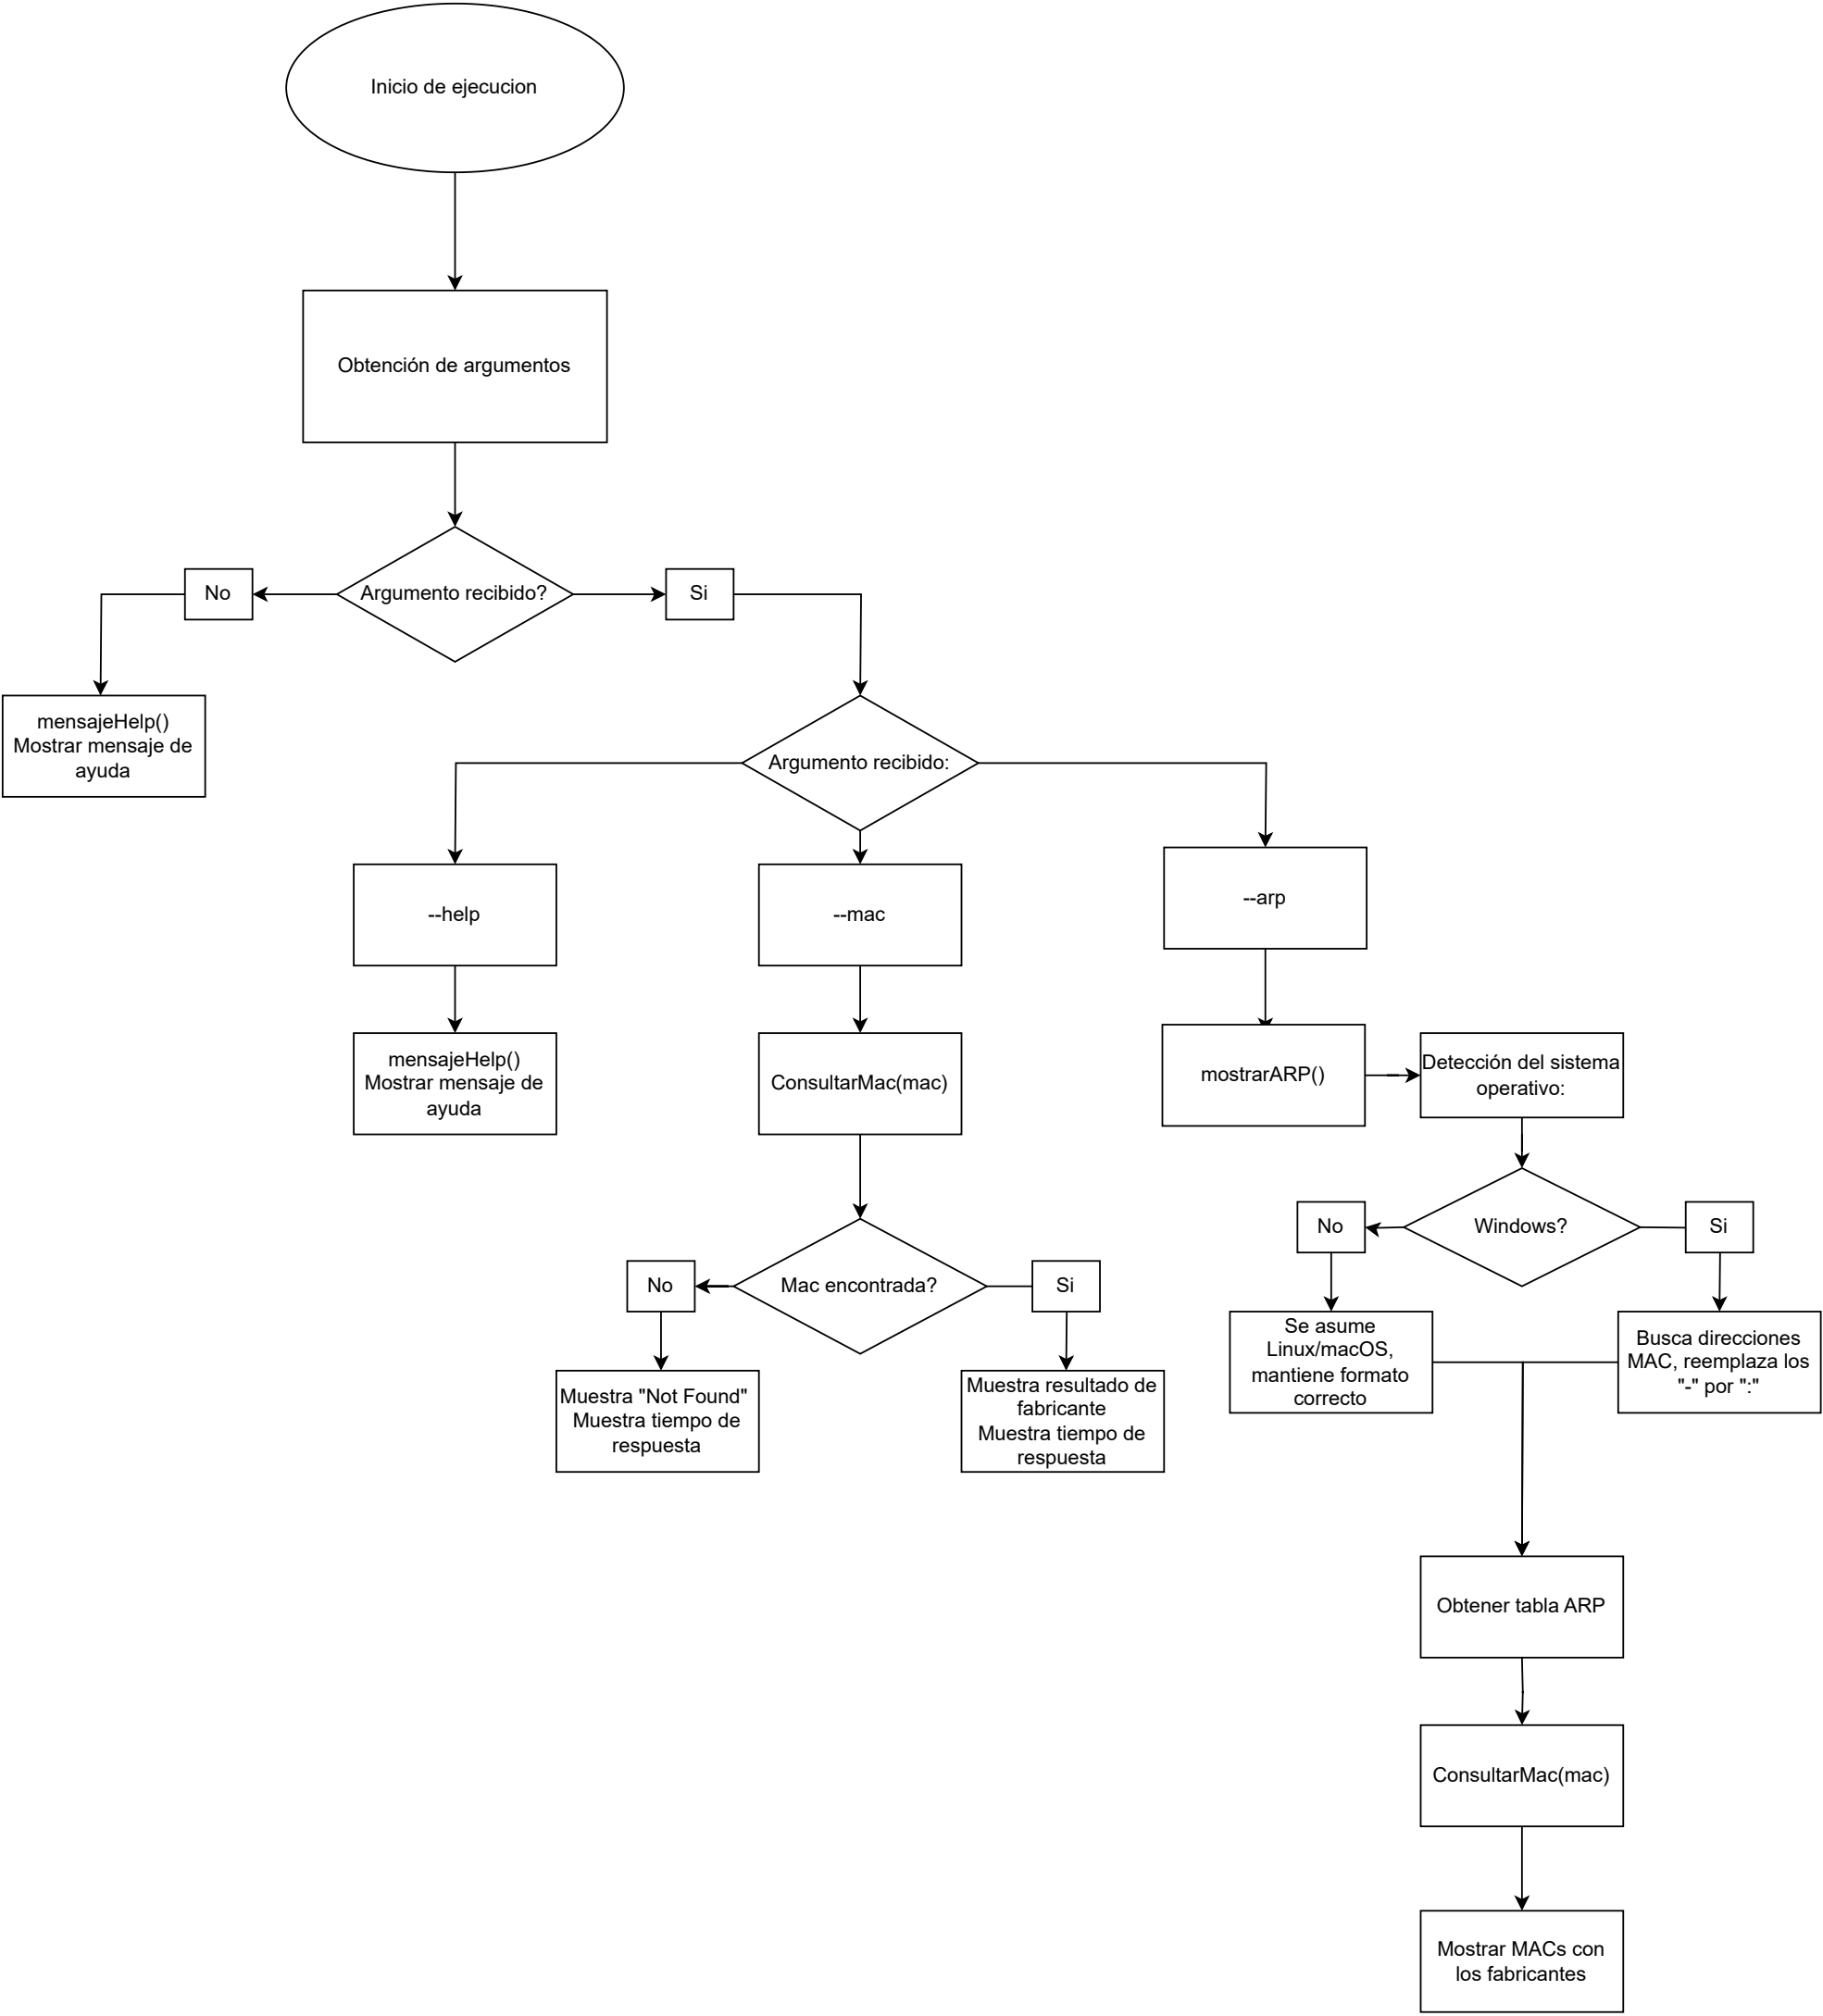 Inicio de ejecucion
Obtención de argumentos
No
Argumento recibido?
Si
mensajeHelp()
Mostrar mensaje de
ayuda
Argumento recibido:
--help
--mac
--arp
mensajeHelp()
Mostrar mensaje de
ayuda
ConsultarMac(mac)
mostrarARP()
Detección del sistema
operativo:
No
Windows?
Si
No
Mac encontrada?
Si
Se asume
Linux/macOS,
mantiene formato
correcto
Busca direcciones
MAC, reemplaza los
"-" por ":"
Muestra "Not Found"
Muestra tiempo de
respuesta
Muestra resultado de
fabricante
Muestra tiempo de
respuesta
Obtener tabla ARP
ConsultarMac(mac)
Mostrar MACs con
los fabricantes